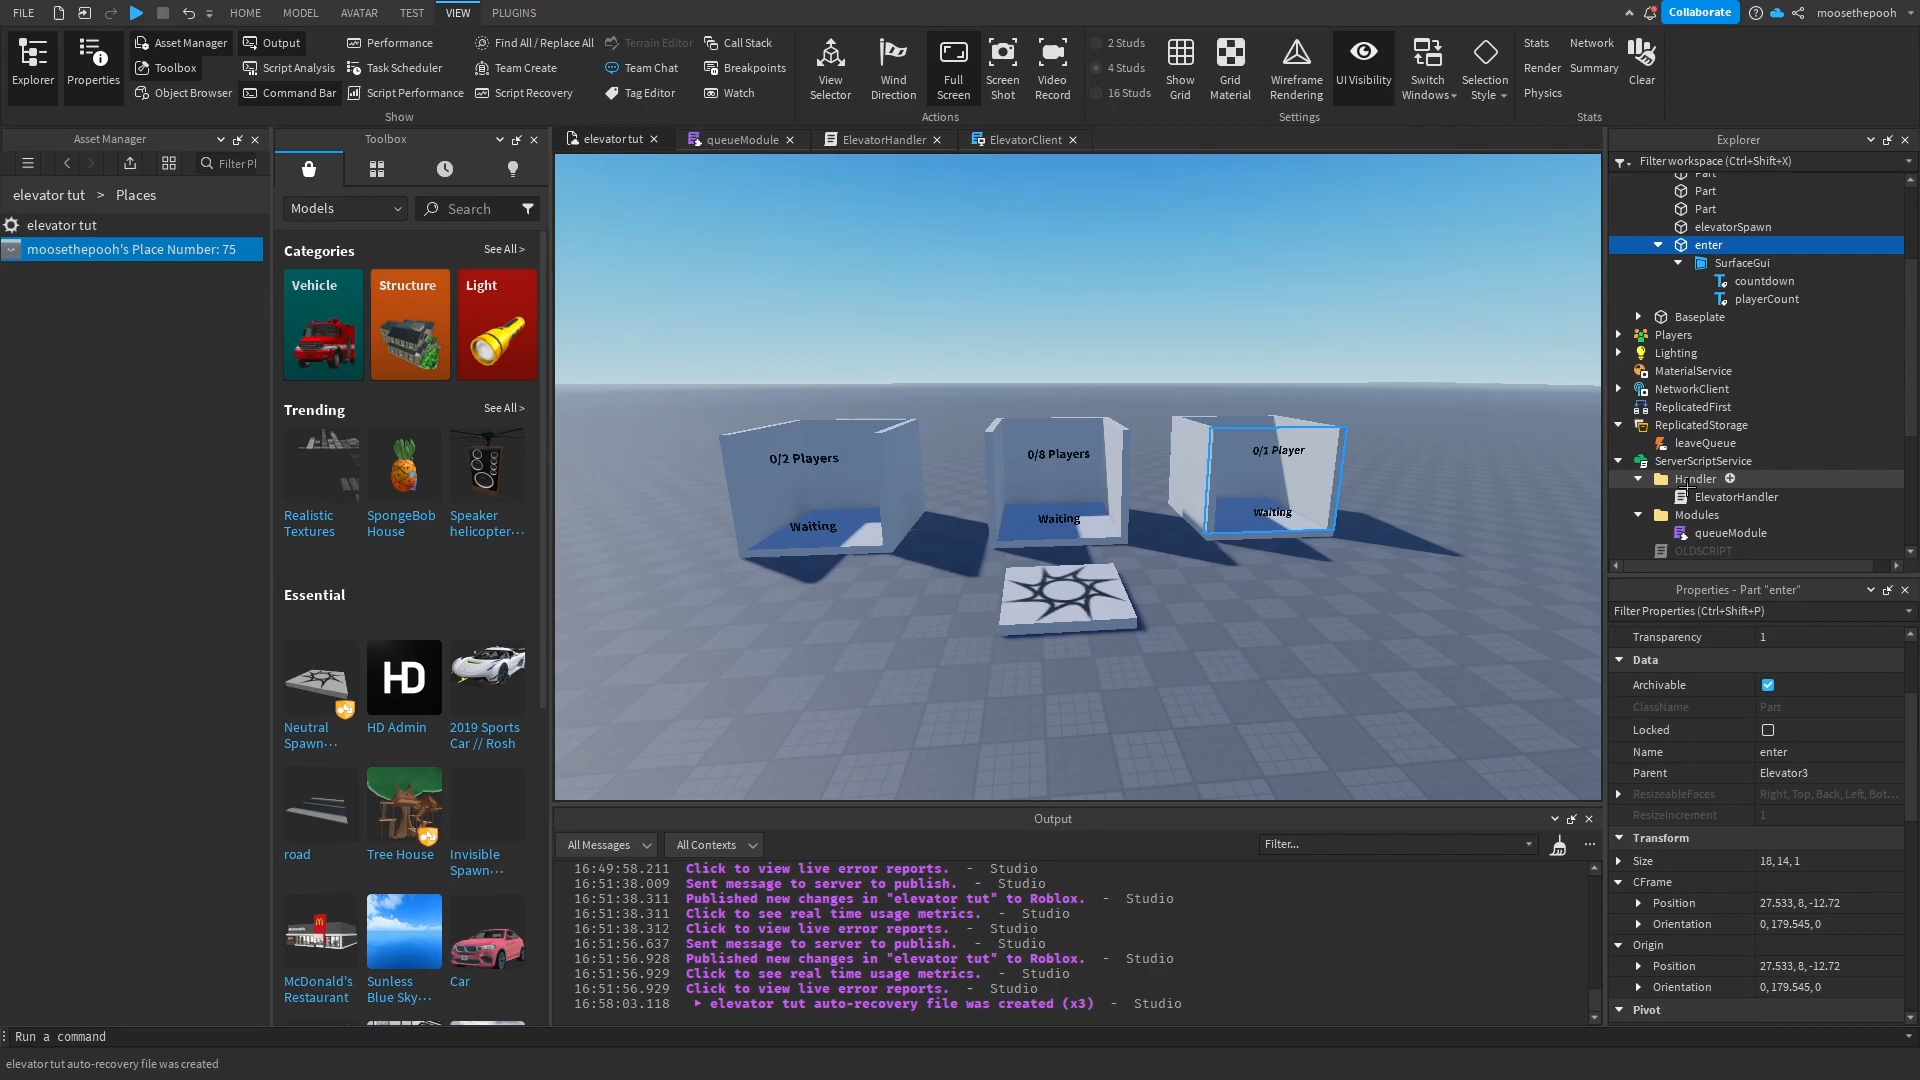 FILE HOME MODEL AVATAR TEST VIEW PLUGINS Collaborate moosethepooh
Explorer Properties
Asset Manager Output Performance Find All / Replace All Terrain Editor Call Stack
Toolbox Script Analysis Task Scheduler Team Create Team Chat Breakpoints
Object Browser Command Bar Script Performance Script Recovery Tag Editor Watch
View Selector Wind Direction Full Screen Screen Shot Video Record
2 Studs
4 Studs
16 Studs
Show Grid Grid Material Wireframe Rendering UI Visibility Switch Windows Selection Style
Stats Network
Render Summary
Physics
Clear
Show Actions Settings Stats
Asset Manager
Filter Pl
elevator tut > Places
elevator tut
moosethepooh's Place Number: 75
Toolbox
Models Search
Categories See All >
Vehicle Structure Light
Trending See All >
Realistic Textures
SpongeBob House
Speaker helicopter···
Essential
Neutral Spawn···
HD
HD Admin
2019 Sports Car // Rosh
road
Tree House
Invisible Spawn···
McDonald's Restaurant
Sunless Blue Sky···
Car
elevator tut queueModule ElevatorHandler ElevatorClient
0/2 Players
Waiting
0/8 Players
Waiting
0/1 Player
Waiting
Output
All Messages All Contexts Filter...
16:49:58.211 Click to view live error reports. - Studio
16:51:38.009 Sent message to server to publish. - Studio
16:51:38.311 Published new changes in "elevator tut" to Roblox. - Studio
16:51:38.311 Click to see real time usage metrics. - Studio
16:51:38.312 Click to view live error reports. - Studio
16:51:56.637 Sent message to server to publish. - Studio
16:51:56.928 Published new changes in "elevator tut" to Roblox. - Studio
16:51:56.929 Click to see real time usage metrics. - Studio
16:51:56.929 Click to view live error reports. - Studio
16:58:03.118 elevator tut auto-recovery file was created (x3) - Studio
Explorer
Filter workspace (Ctrl+Shift+X)
Part
Part
Part
elevatorSpawn
enter
SurfaceGui
countdown
playerCount
Baseplate
Players
Lighting
MaterialService
NetworkClient
ReplicatedFirst
ReplicatedStorage
leaveQueue
ServerScriptService
Handler
ElevatorHandler
Modules
queueModule
OLDSCRIPT
Properties - Part "enter"
Filter Properties (Ctrl+Shift+P)
Transparency 1
Data
Archivable
ClassName Part
Locked
Name enter
Parent Elevator3
ResizeableFaces Right, Top, Back, Left, Bot...
ResizeIncrement 1
Transform
Size 18, 14, 1
CFrame
Position 27.533, 8, -12.72
Orientation 0, 179.545, 0
Origin
Position 27.533, 8, -12.72
Orientation 0, 179.545, 0
Pivot
Run a command
elevator tut auto-recovery file was created